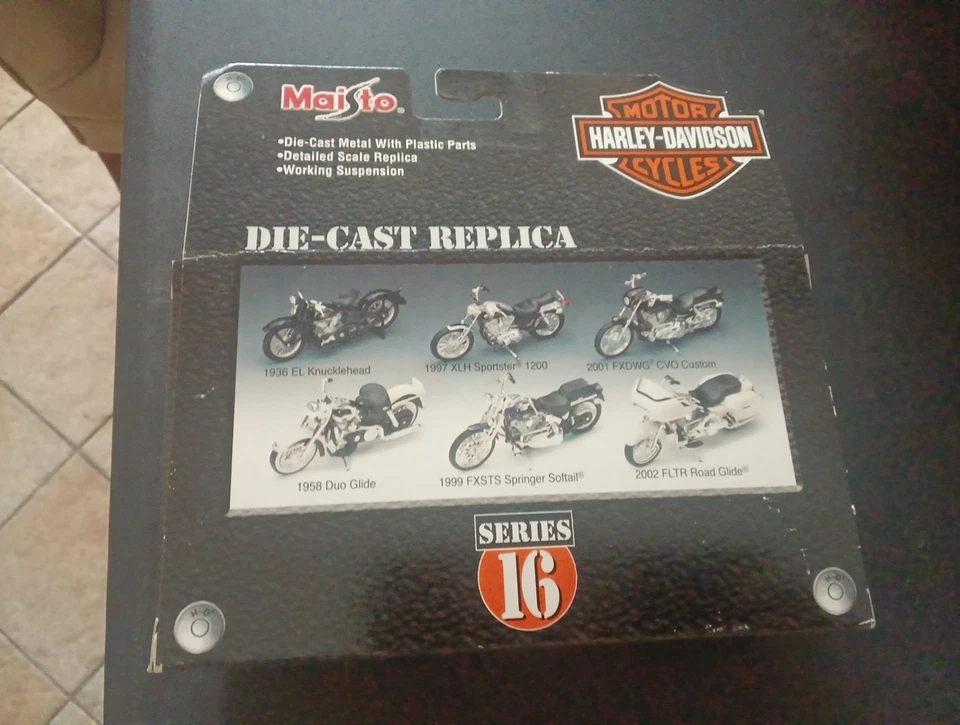 H-D®
Maisto®
MOTOR
HARLEY-DAVIDSON
CYCLES
•Die-Cast Metal With Plastic Parts
•Detailed Scale Replica
•Working Suspension
DIE-CAST REPLICA
1936 EL Knucklehead
1997 XLH Sportster® 1200
2001 FXDWG® CVO Custom
1958 Duo Glide
1999 FXSTS Springer Softail®
2002 FLTR Road Glide®
SERIES
16
H-D®
H-D®